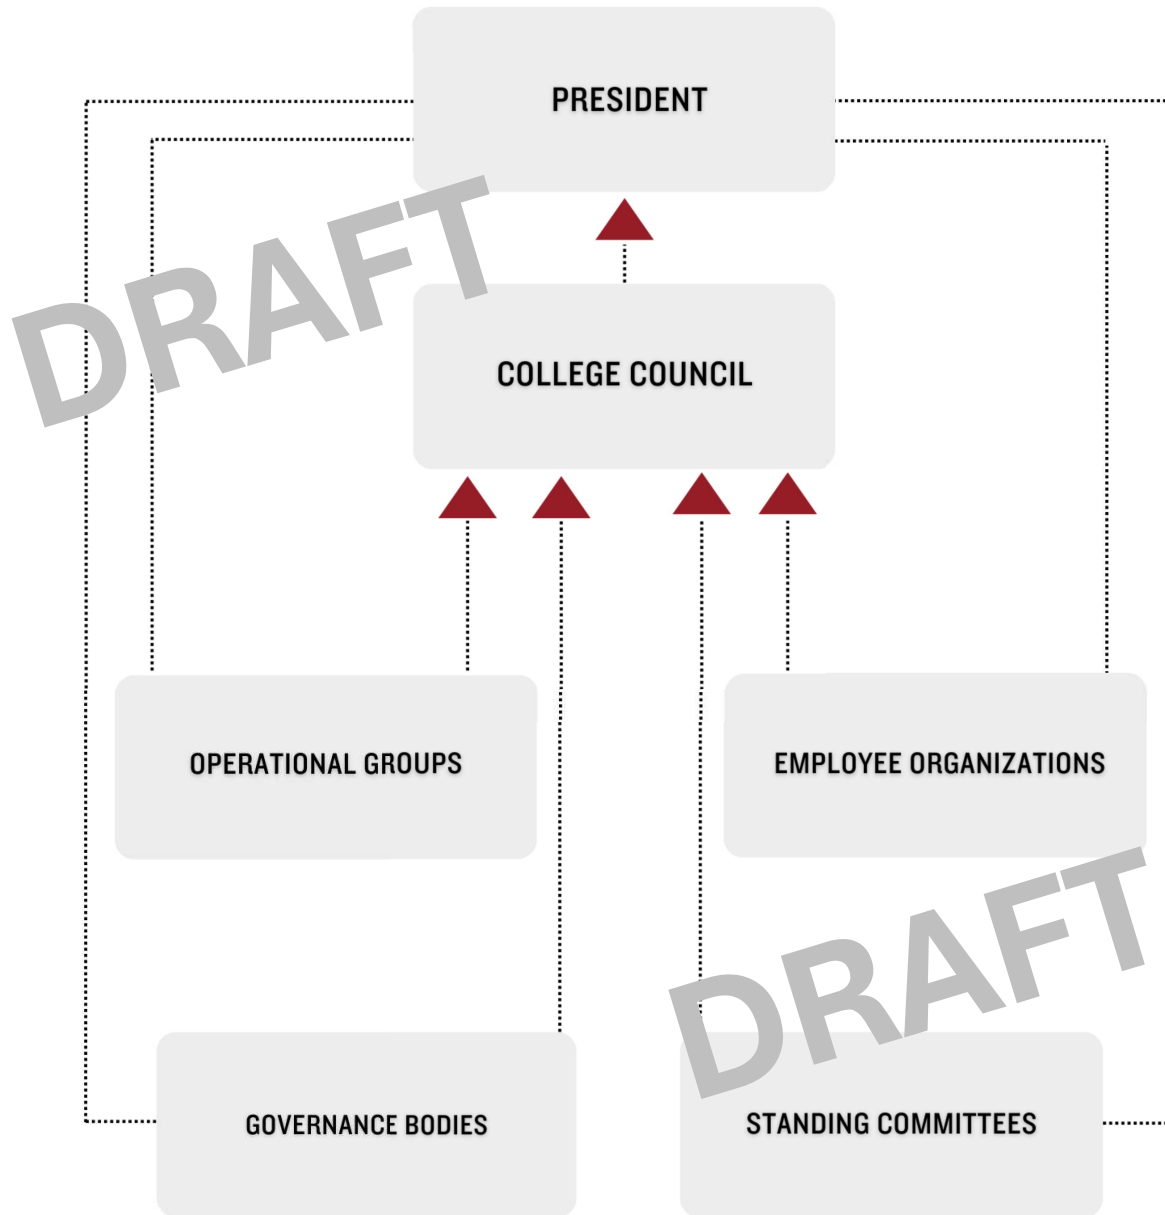 PRESIDENT
DRAFT
COLLEGE COUNCIL
OPERATIONAL GROUPS
EMPLOYEE ORGANIZATIONS
DRAFT
GOVERNANCE BODIES
STANDING COMMITTEES